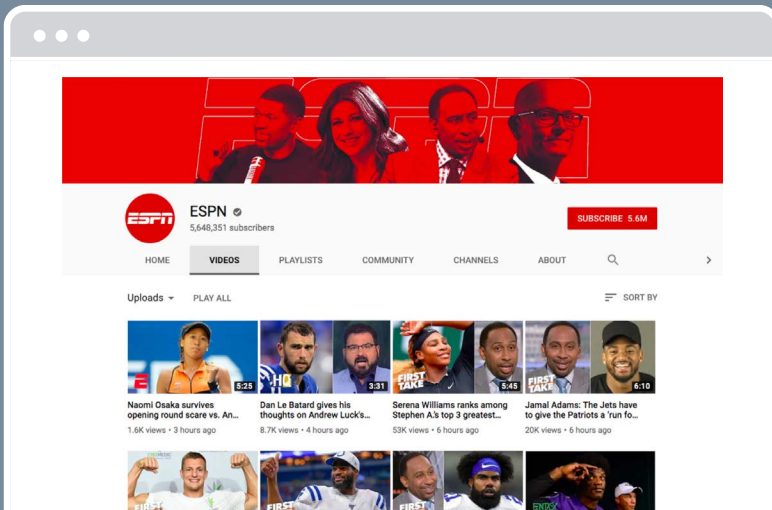 ESPN
ESPN
ESPN
5,648,351 subscribers
SUBSCRIBE 5.6M
HOME VIDEOS PLAYLISTS COMMUNITY CHANNELS ABOUT
Uploads PLAY ALL SORT BY
5:25 3:31 FIRST TAKE 5:45 FIRST TAKE 6:10
Naomi Osaka survives opening round scare vs. An...
1.6K views • 3 hours ago
Dan Le Batard gives his thoughts on Andrew Luck's...
8.7K views • 4 hours ago
Serena Williams ranks among Stephen A.'s top 3 greatest...
53K views • 6 hours ago
Jamal Adams: The Jets have to give the Patriots a 'run fo...
20K views • 6 hours ago
FIRST
FIRST
FIRST